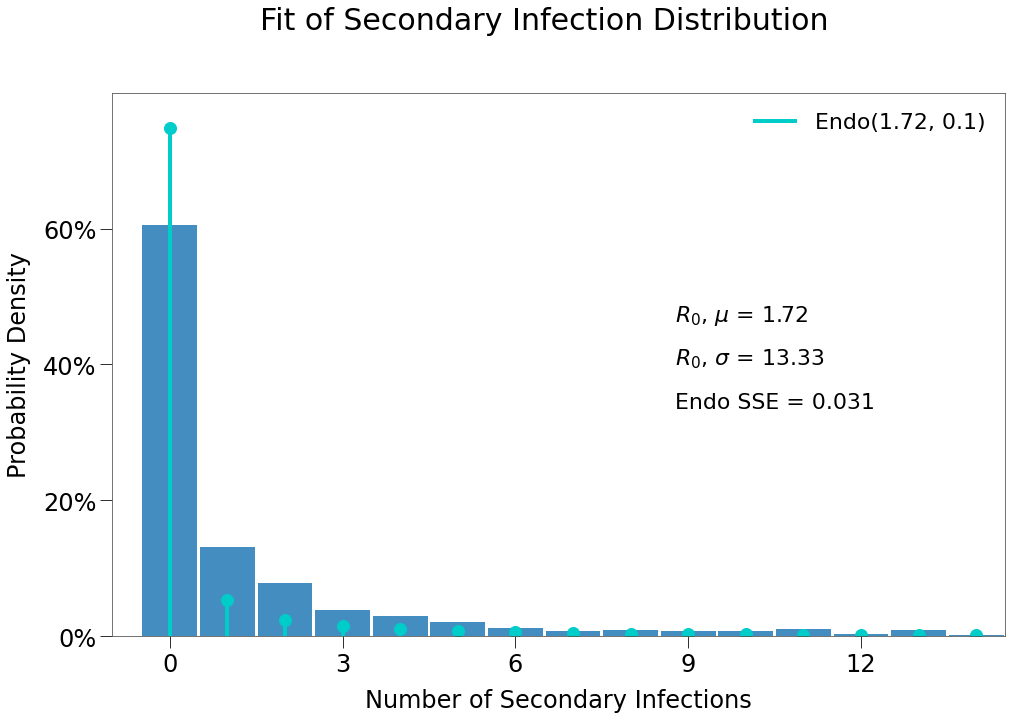 Fit of Secondary Infection Distribution
Endo(1.72, 0.1)
60%
40%
20%
0%
Probability Density
R₀, μ = 1.72
R₀, σ = 13.33
Endo SSE = 0.031
0 3 6 9 12
Number of Secondary Infections